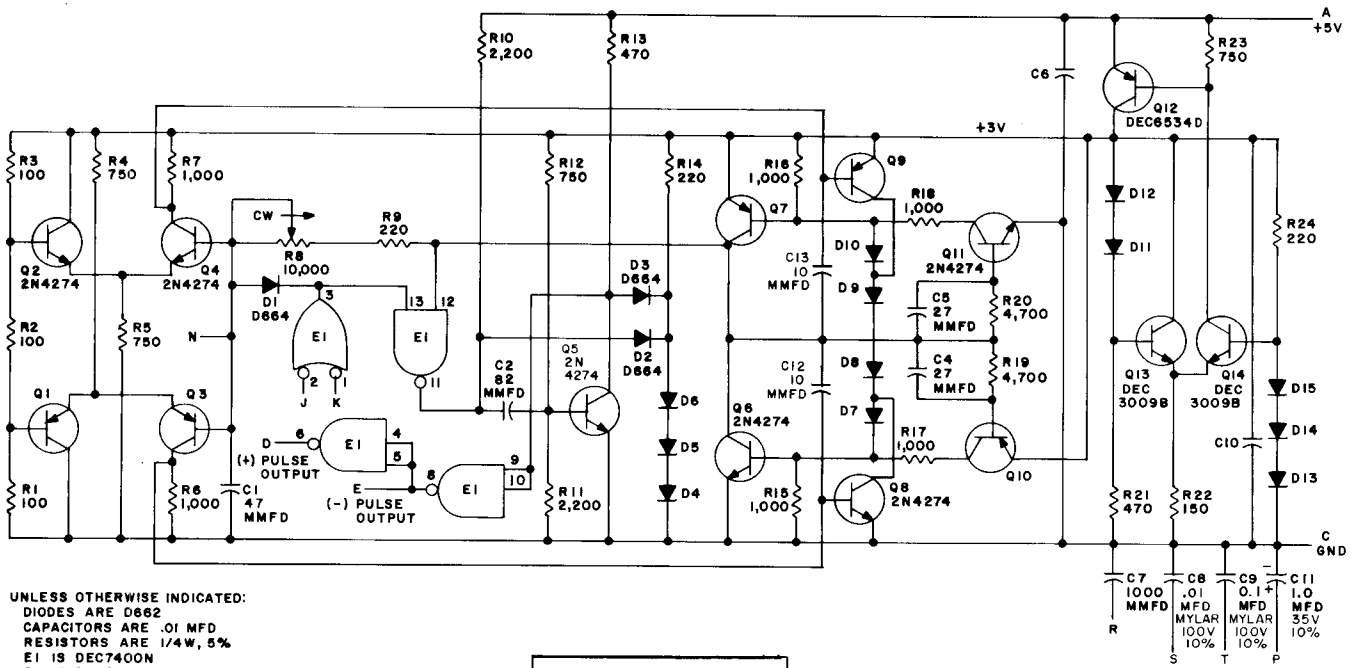 A
+5V
R10
2,200
R13
470
C6
R23
750
Q12
DEC6534D
+3V
R3
100
R4
750
R7
1,000
R12
750
R14
220
R16
1,000
Q9
Q7
R18
1,000
D12
D11
R24
220
CW
R9
220
R8
10,000
Q2
2N4274
Q4
2N4274
D10
D9
Q11
2N4274
C13
10
MMFD
D3
D664
D1
D664
3
13
12
E1
E1
2
1
J
K
11
R2
100
R5
750
N
C5
27
MMFD
R20
4,700
C4
27
MMFD
R19
4,700
D2
D664
C2
82
MMFD
Q5
2N
4274
C12
10
MMFD
D8
D7
Q13
DEC
3009B
Q14
DEC
3009B
D15
D14
D13
C10
Q1
Q3
D6
D5
D4
Q6
2N4274
R17
1,000
Q10
D
6
E1
4
5
(+) PULSE
OUTPUT
E
8
E1
9
10
(-) PULSE
OUTPUT
R1
100
R6
1,000
C1
47
MMFD
R11
2,200
R15
1,000
Q8
2N4274
R21
470
R22
150
C
GND
C7
1000
MMFD
R
C8
.01
MFD
MYLAR
100V
10%
S
C9
0.1
MFD
MYLAR
100V
10%
T
-
+
C11
1.0
MFD
35V
10%
P
UNLESS OTHERWISE INDICATED:
DIODES ARE D662
CAPACITORS ARE .01 MFD
RESISTORS ARE 1/4W, 5%
E1 IS DEC7400N